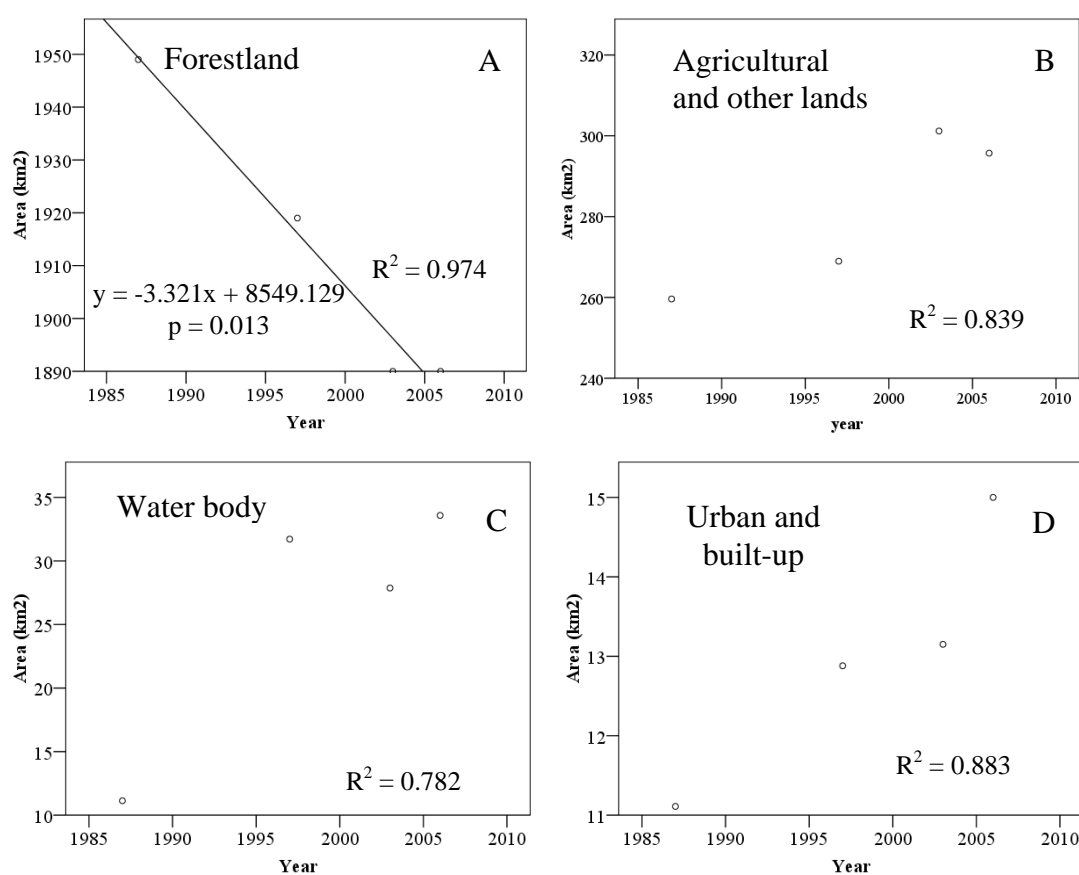 Forestland
A
Area (km2)
1950
1940
1930
1920
1910
1900
1890
R² = 0.974
y = -3.321x + 8549.129
p = 0.013
1985 1990 1995 2000 2005 2010
Year
Agricultural
and other lands
B
Area (km2)
320
300
280
260
240
R² = 0.839
1985 1990 1995 2000 2005 2010
year
Water body
C
Area (km2)
35
30
25
20
15
10
R² = 0.782
1985 1990 1995 2000 2005 2010
Year
Urban and
built-up
D
Area (km2)
15
14
13
12
11
R² = 0.883
1985 1990 1995 2000 2005 2010
Year